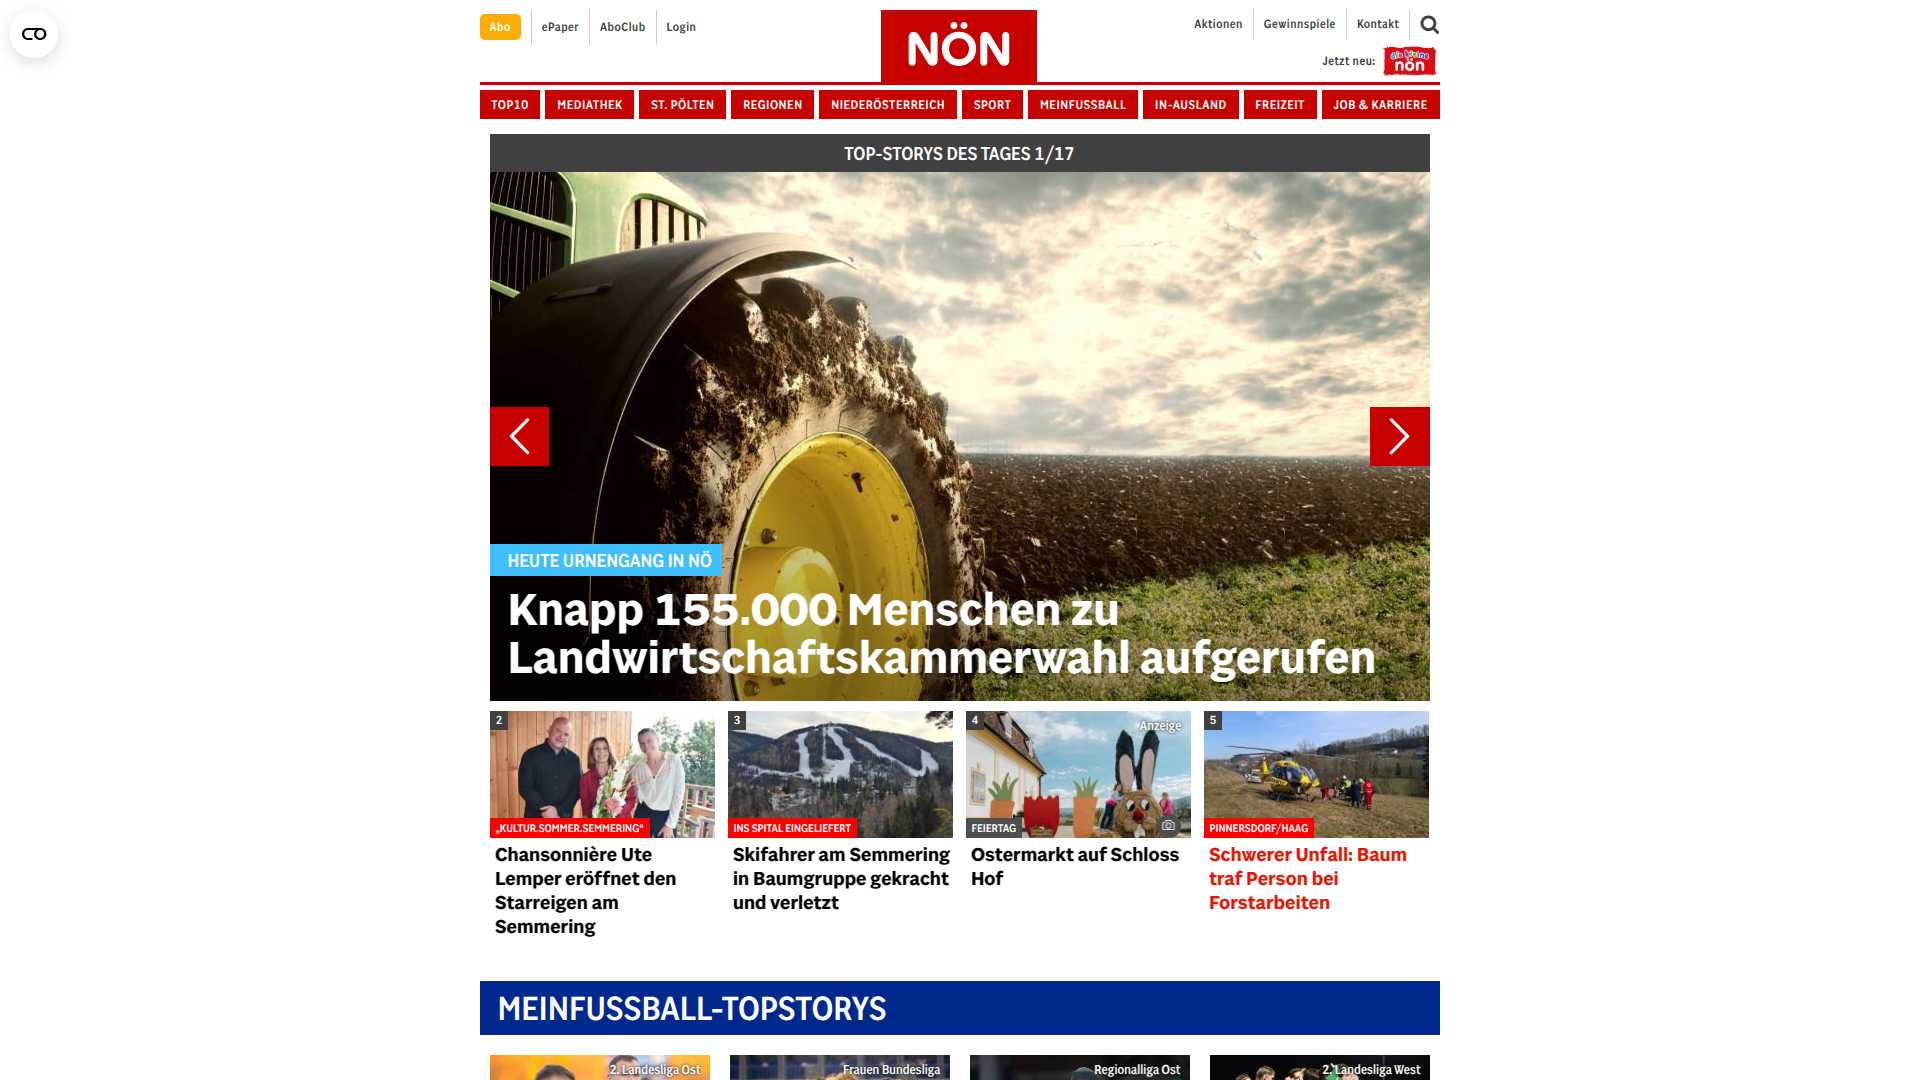 Abo
ePaper
AboClub
Login
NÖN
Aktionen
Gewinnspiele
Kontakt
Jetzt neu:
die kleine
nön
TOP10
MEDIATHEK
ST. PÖLTEN
REGIONEN
NIEDERÖSTERREICH
SPORT
MEINFUSSBALL
IN-AUSLAND
FREIZEIT
JOB & KARRIERE
TOP-STORYS DES TAGES 1/17
HEUTE URNENGANG IN NÖ
Knapp 155.000 Menschen zu
Landwirtschaftskammerwahl aufgerufen
2
„KULTUR.SOMMER.SEMMERING“
Chansonnière Ute
Lemper eröffnet den
Starreigen am
Semmering
3
INS SPITAL EINGELIEFERT
Skifahrer am Semmering
in Baumgruppe gekracht
und verletzt
4
Anzeige
FEIERTAG
Ostermarkt auf Schloss
Hof
5
PINNERSDORF/HAAG
Schwerer Unfall: Baum
traf Person bei
Forstarbeiten
MEINFUSSBALL-TOPSTORYS
2. Landesliga Ost
Frauen Bundesliga
Regionalliga Ost
2. Landesliga West